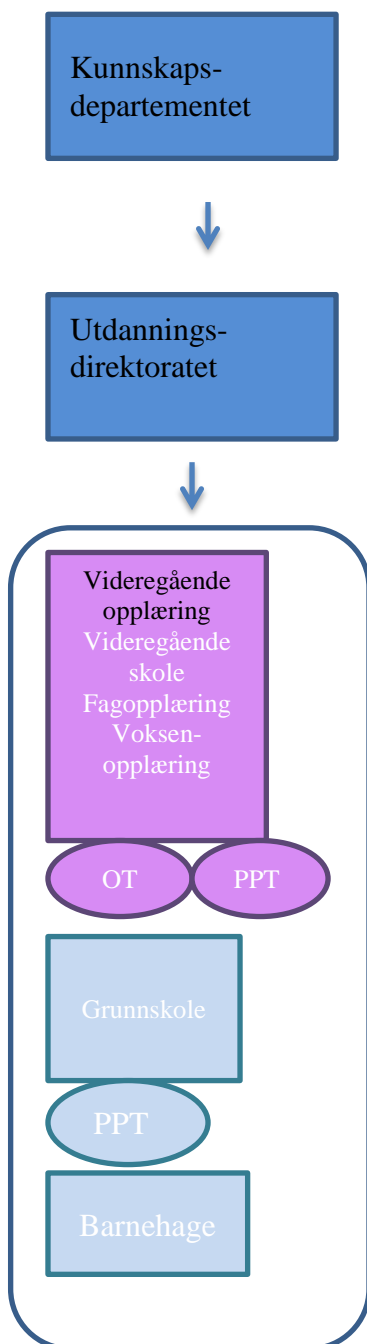 Kunnskaps-
departementet
Utdannings-
direktoratet
Videregående
opplæring
Videregående
skole
Fagopplæring
Voksen-
opplæring
OT
PPT
Grunnskole
PPT
Barnehage